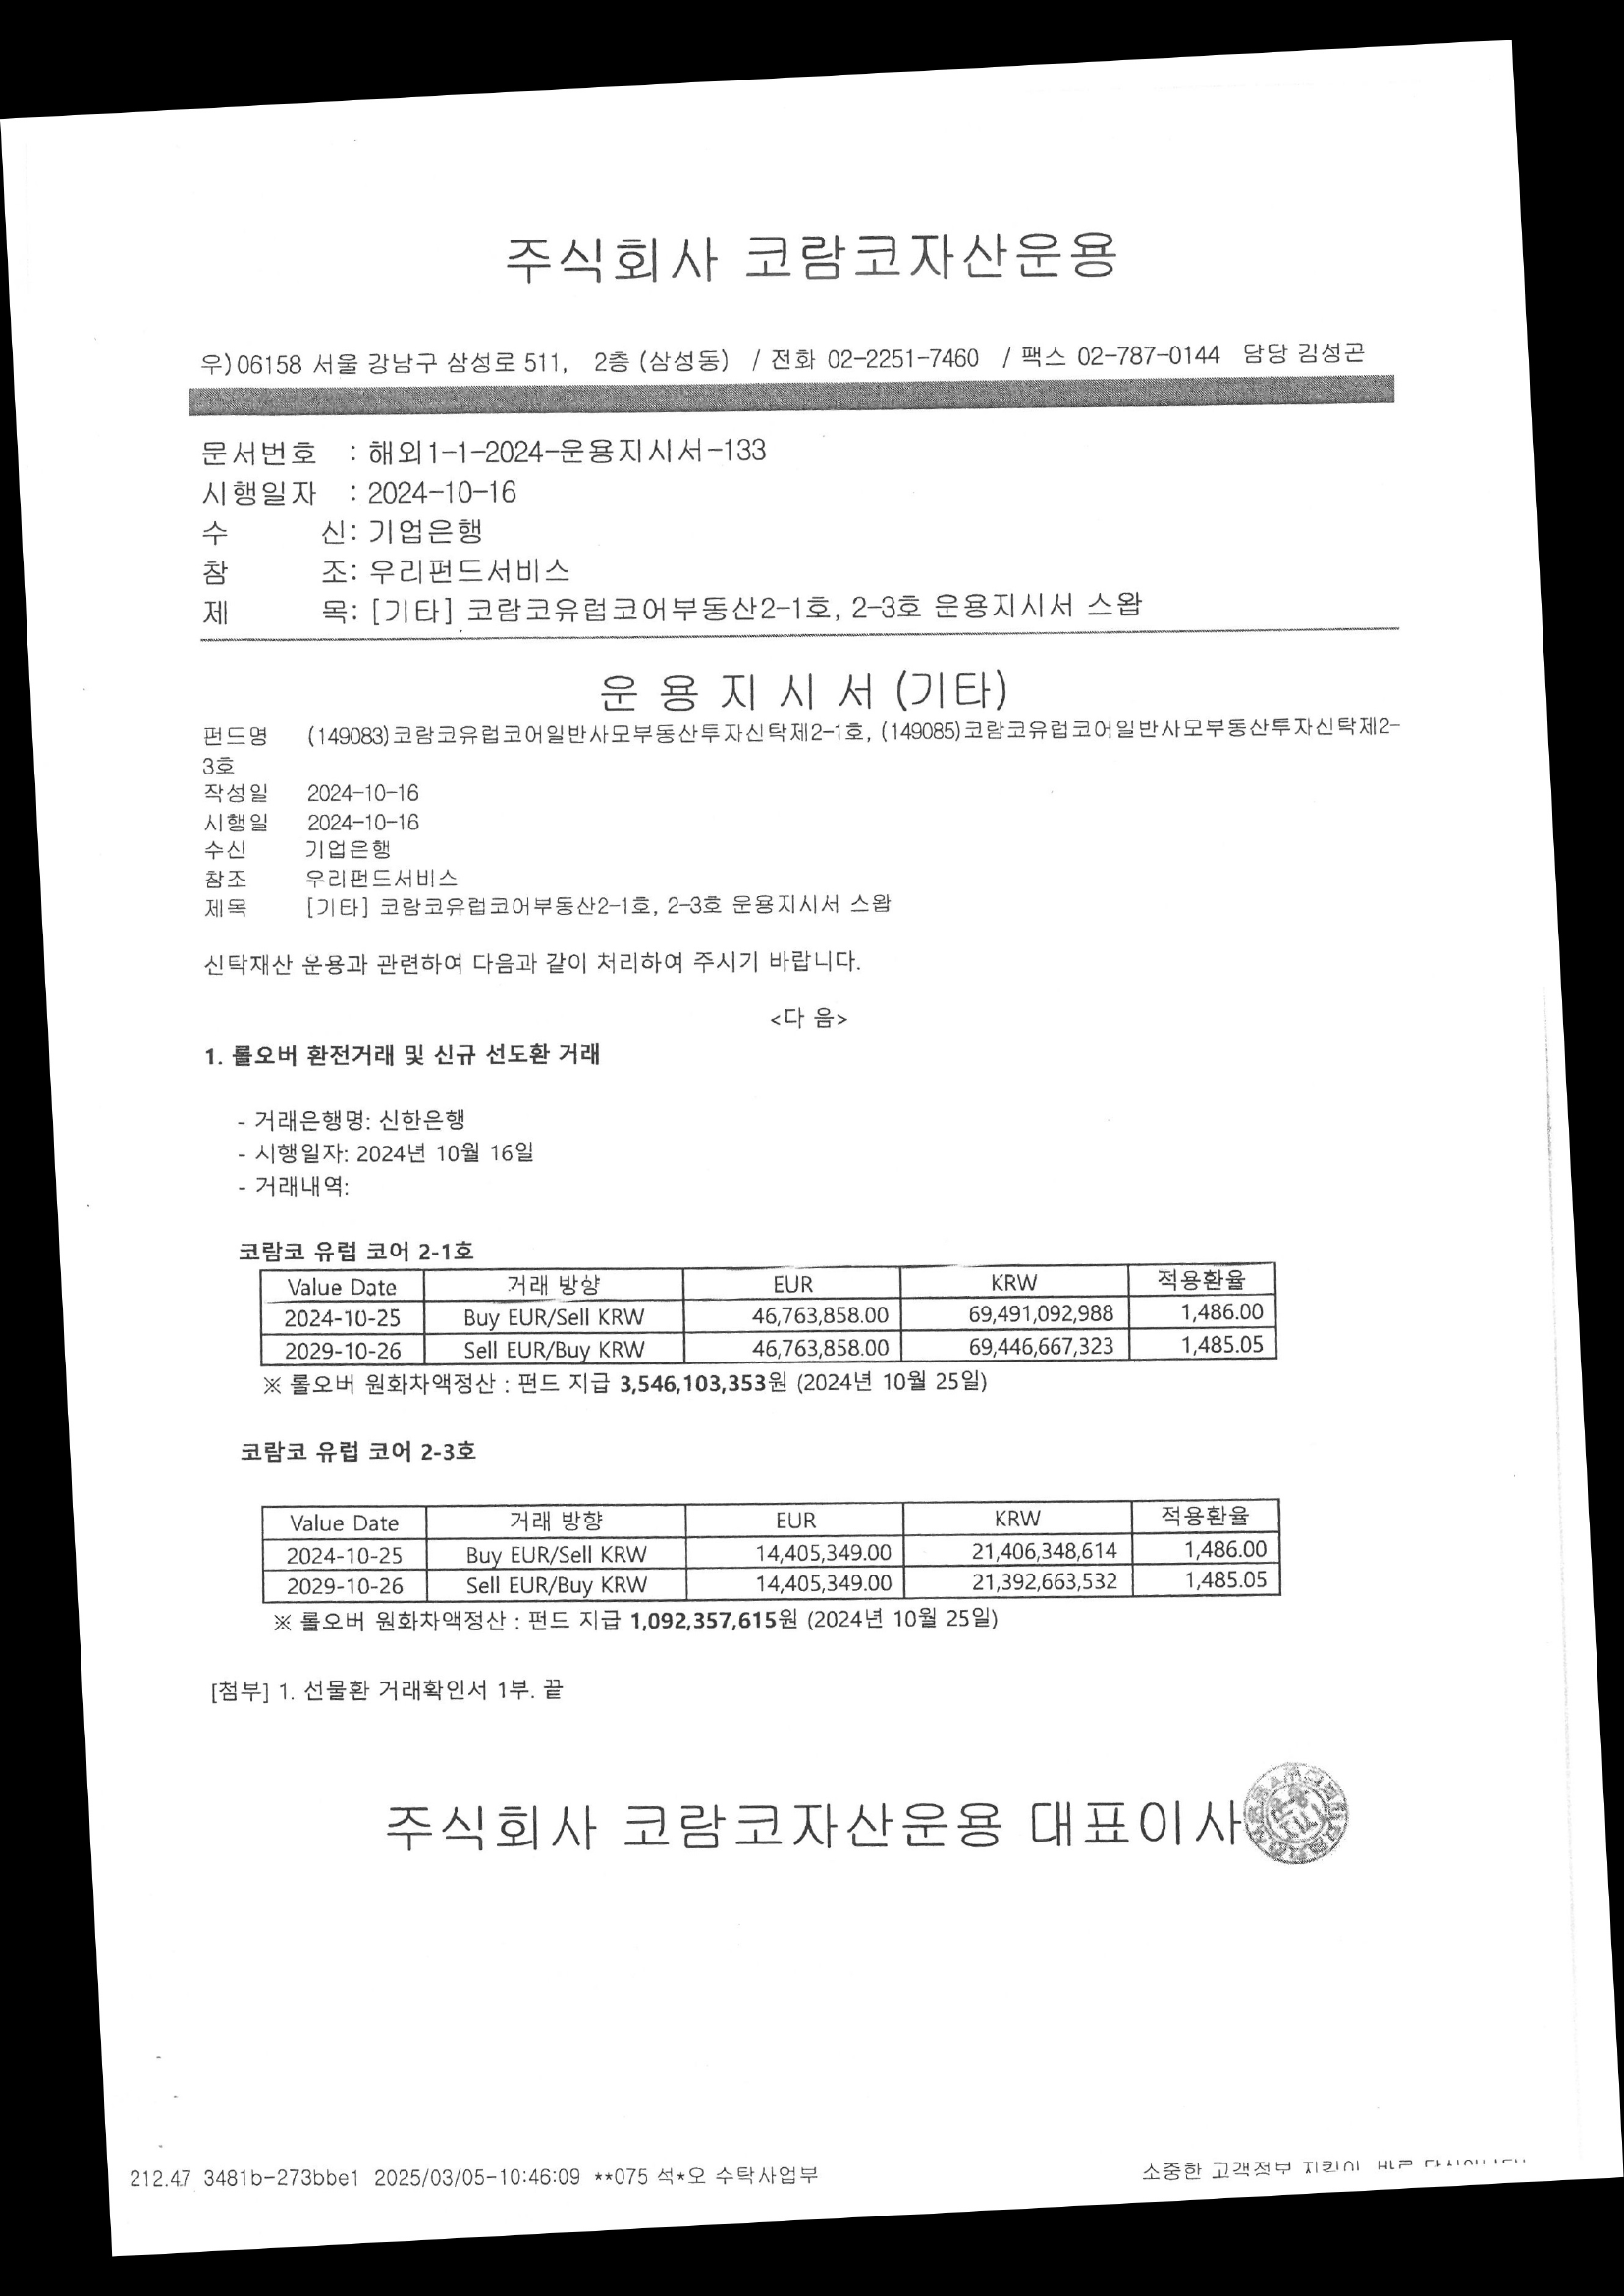 주식회사 코람코자산운용
우)06158 서울 강남구 삼성로 511, 2층 (삼성동) / 전화 02-2251-7460 / 팩스 02-787-0144 담당 김성곤
문서번호 : 해외1-1-2024-운용지시서-133
시행일자 : 2024-10-16
수 신: 기업은행
참 조: 우리펀드서비스
제 목: [기타] 코람코유럽코어부동산2-1호, 2-3호 운용지시서 스왑
운 용 지 시 서 (기타)
펀드명 (149083)코람코유럽코어일반사모부동산투자신탁제2-1호, (149085)코람코유럽코어일반사모부동산투자신탁제2-
3호
작성일 2024-10-16
시행일 2024-10-16
수신 기업은행
참조 우리펀드서비스
제목 [기타] 코람코유럽코어부동산2-1호, 2-3호 운용지시서 스왑
신탁재산 운용과 관련하여 다음과 같이 처리하여 주시기 바랍니다.
<다 음>
1. 롤오버 환전거래 및 신규 선도환 거래
- 거래은행명: 신한은행
- 시행일자: 2024년 10월 16일
- 거래내역:
코람코 유럽 코어 2-1호
Value Date 거래 방향 EUR KRW 적용환율
2024-10-25 Buy EUR/Sell KRW 46,763,858.00 69,491,092,988 1,486.00
2029-10-26 Sell EUR/Buy KRW 46,763,858.00 69,446,667,323 1,485.05
※ 롤오버 원화차액정산 : 펀드 지급 3,546,103,353원 (2024년 10월 25일)
코람코 유럽 코어 2-3호
Value Date 거래 방향 EUR KRW 적용환율
2024-10-25 Buy EUR/Sell KRW 14,405,349.00 21,406,348,614 1,486.00
2029-10-26 Sell EUR/Buy KRW 14,405,349.00 21,392,663,532 1,485.05
※ 롤오버 원화차액정산 : 펀드 지급 1,092,357,615원 (2024년 10월 25일)
[첨부] 1. 선물환 거래확인서 1부. 끝
주식회사 코람코자산운용 대표이사
212.47 3481b-273bbe1 2025/03/05-10:46:09 **075 석*오 수탁사업부
소중한 고객정보